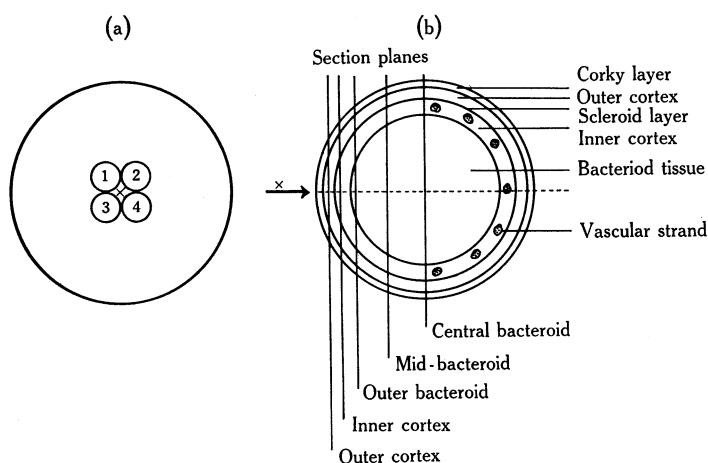 (a)
(b)
Section planes
Corky layer
Outer cortex
Scleroid layer
Inner cortex
Bacteriod tissue
Vascular strand
1 2
3 4
×
×
Central bacteroid
Mid-bacteroid
Outer bacteroid
Inner cortex
Outer cortex